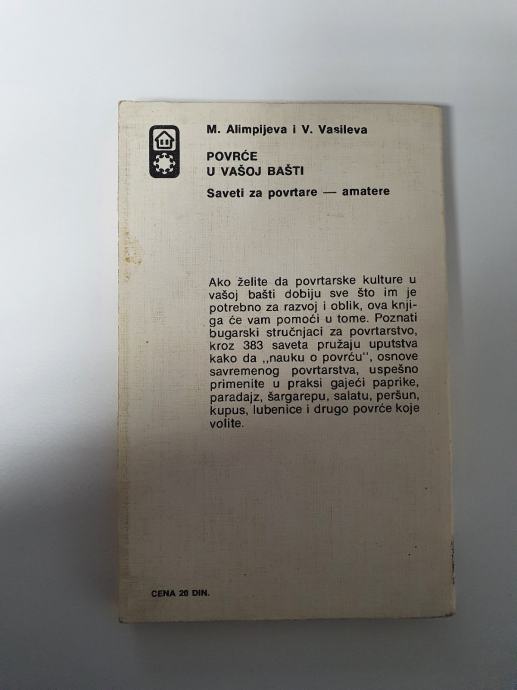 M. Alimpijeva i V. Vasileva
POVRĆE
U VAŠOJ BAŠTI
Saveti za povrtare — amatere
Ako želite da povrtarske kulture u
vašoj bašti dobiju sve što im je
potrebno za razvoj i oblik, ova knji-
ga će vam pomoći u tome. Poznati
bugarski stručnjaci za povrtarstvo,
kroz 383 saveta pružaju uputstva
kako da „nauku o povrću", osnove
savremenog povrtarstva, uspešno
primenite u praksi gajeći paprike,
paradajz, šargarepu, salatu, peršun,
kupus, lubenice i drugo povrće koje
volite.
CENA 20 DIN.